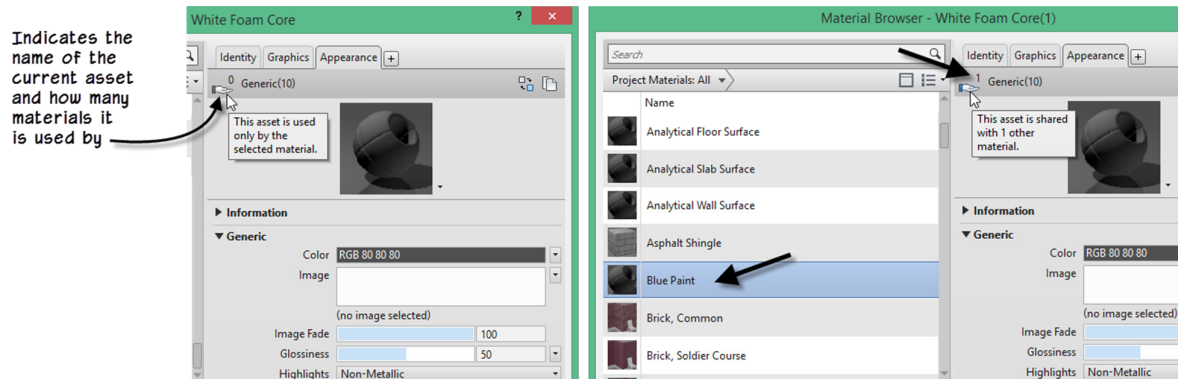 Indicates the
name of the
current asset
and how many
materials it
is used by
White Foam Core
?
Identity Graphics Appearance +
0
Generic(10)
This asset is used
only by the
selected material.
Information
Generic
Color RGB 80 80 80
Image
(no image selected)
Image Fade 100
Glossiness 50
Highlights Non-Metallic
Material Browser - White Foam Core(1)
Search
Project Materials: All
Name
Analytical Floor Surface
Analytical Slab Surface
Analytical Wall Surface
Asphalt Shingle
Blue Paint
Brick, Common
Brick, Soldier Course
Identity Graphics Appearance +
1
Generic(10)
This asset is shared
with 1 other
material.
Information
Generic
Color RGB 80 80 80
Image
(no image selected)
Image Fade
Glossiness
Highlights Non-Metallic